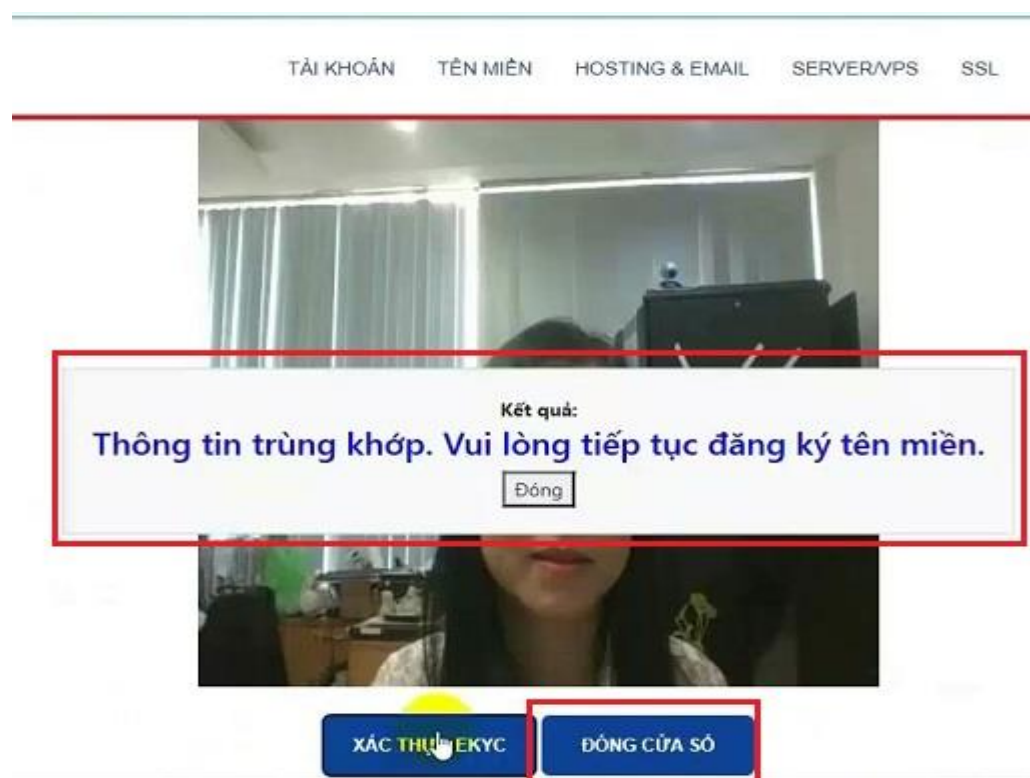 TÀI KHOẢN TÊN MIỀN HOSTING & EMAIL SERVER/VPS SSL
Kết quả:
Thông tin trùng khớp. Vui lòng tiếp tục đăng ký tên miền.
Đóng
XÁC THỰC EKYC ĐÓNG CỬA SỔ